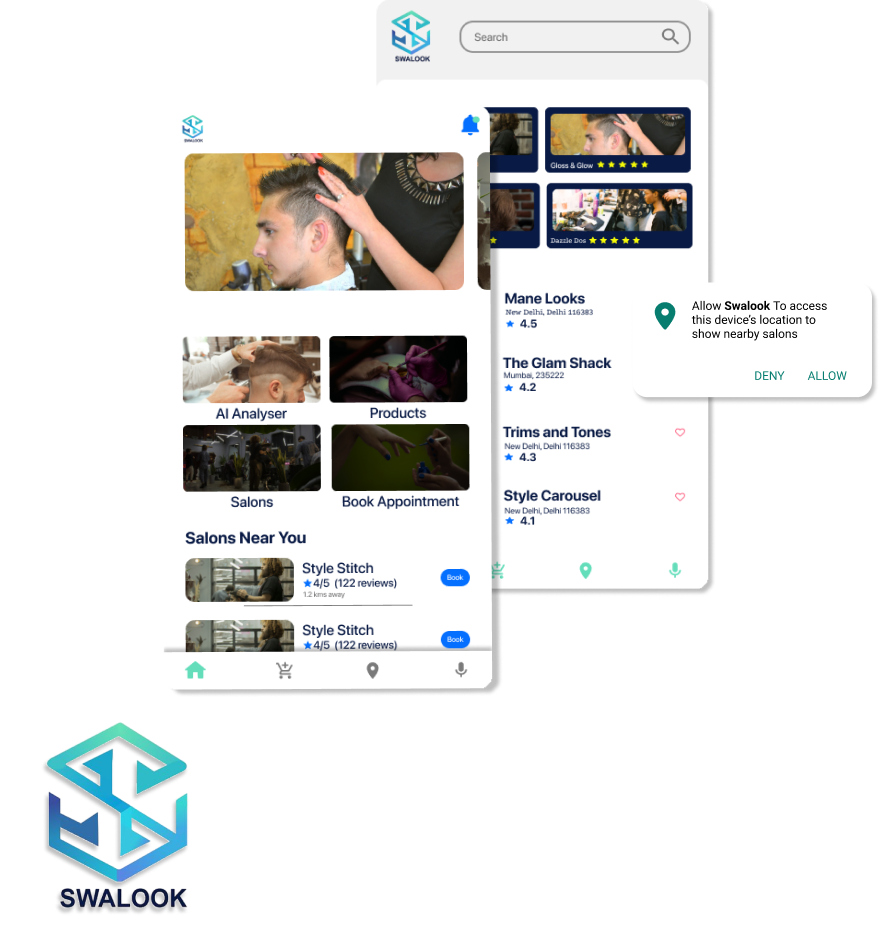 SWALOOK
Search
SWALOOK
Gloss & Glow
Dazzle Dos
Mane Looks
New Delhi, Delhi 116383
4.5
The Glam Shack
Mumbai, 235222
4.2
Trims and Tones
New Delhi, Delhi 116383
4.3
Style Carousel
New Delhi, Delhi 116383
4.1
Allow Swalook To access
this device's location to
show nearby salons
DENY ALLOW
AI Analyser
Products
Salons
Book Appointment
Salons Near You
Style Stitch
4/5 (122 reviews)
1.2 kms away
Book
Style Stitch
4/5 (122 reviews)
Book
SWALOOK